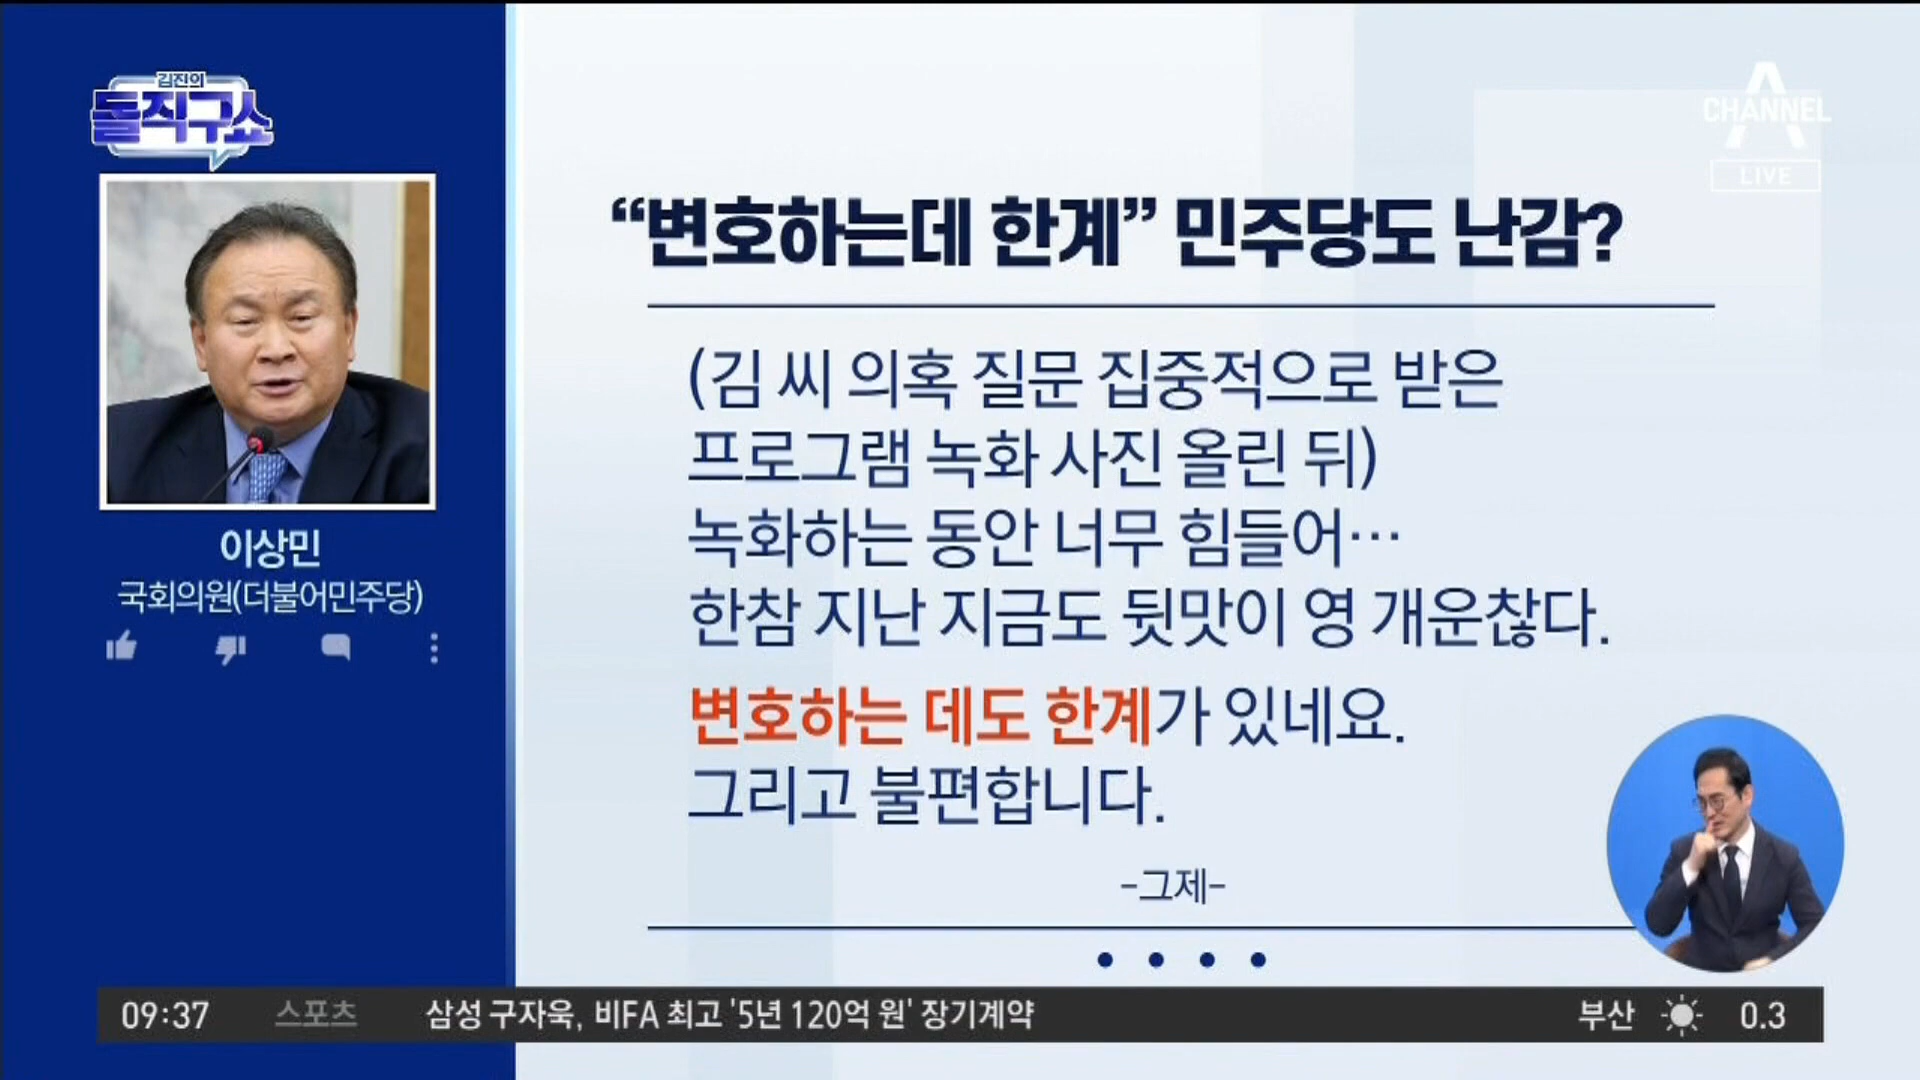 김진의
돌직구쇼
CHANNEL A
LIVE
이상민
국회의원(더불어민주당)
“변호하는데 한계” 민주당도 난감?
(김 씨 의혹 질문 집중적으로 받은
프로그램 녹화 사진 올린 뒤)
녹화하는 동안 너무 힘들어…
한참 지난 지금도 뒷맛이 영 개운찮다.
변호하는 데도 한계가 있네요.
그리고 불편합니다.
-그제-
09:37 스포츠 삼성 구자욱, 비FA 최고 '5년 120억 원' 장기계약 부산 0.3